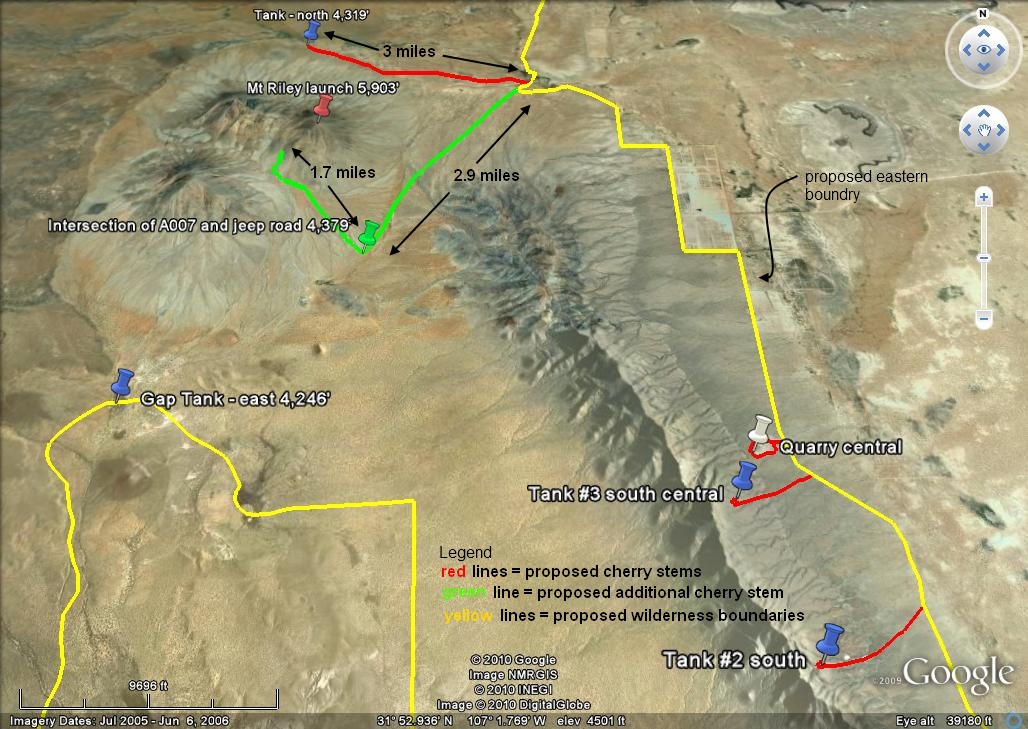 Tank - north 4,319'
N
3 miles
Mt Riley launch 5,903'
1.7 miles
2.9 miles
proposed eastern
boundry
Intersection of A007 and jeep road 4,379'
Gap Tank - east 4,246'
Quarry central
Tank #3 south central
Legend
red lines = proposed cherry stems
green line = proposed additional cherry stem
yellow lines = proposed wilderness boundaries
Tank #2 south
© 2010 Google
Image NMRGIS
© 2010 INEGI
Image © 2010 DigitalGlobe
©2009 Google
9696 ft
Imagery Dates: Jul 2005 - Jun 6, 2006
31° 52.936' N 107° 1.769' W elev 4501 ft
Eye alt 39180 ft